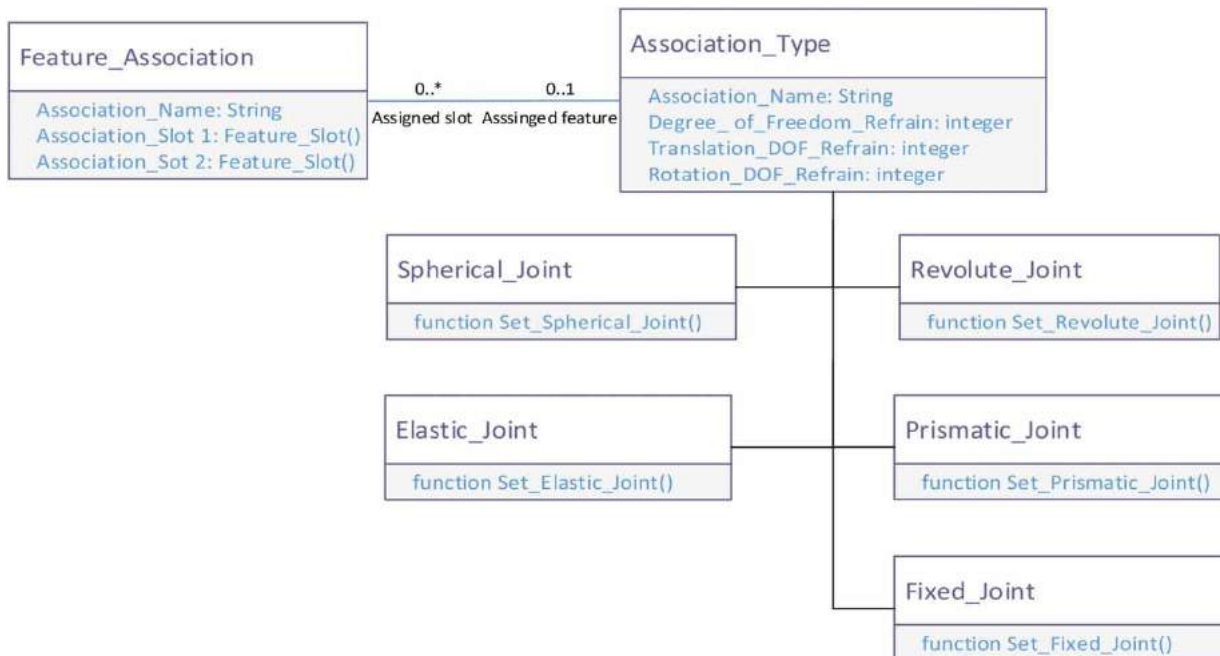 Feature_Association
Association_Name: String
Association_Slot 1: Feature_Slot()
Association_Sot 2: Feature_Slot()
0..* 0..1
Assigned slot Asssinged feature
Association_Type
Association_Name: String
Degree_ of_Freedom_Refrain: integer
Translation_DOF_Refrain: integer
Rotation_DOF_Refrain: integer
Spherical_Joint
function Set_Spherical_Joint()
Revolute_Joint
function Set_Revolute_Joint()
Elastic_Joint
function Set_Elastic_Joint()
Prismatic_Joint
function Set_Prismatic_Joint()
Fixed_Joint
function Set_Fixed_Joint()